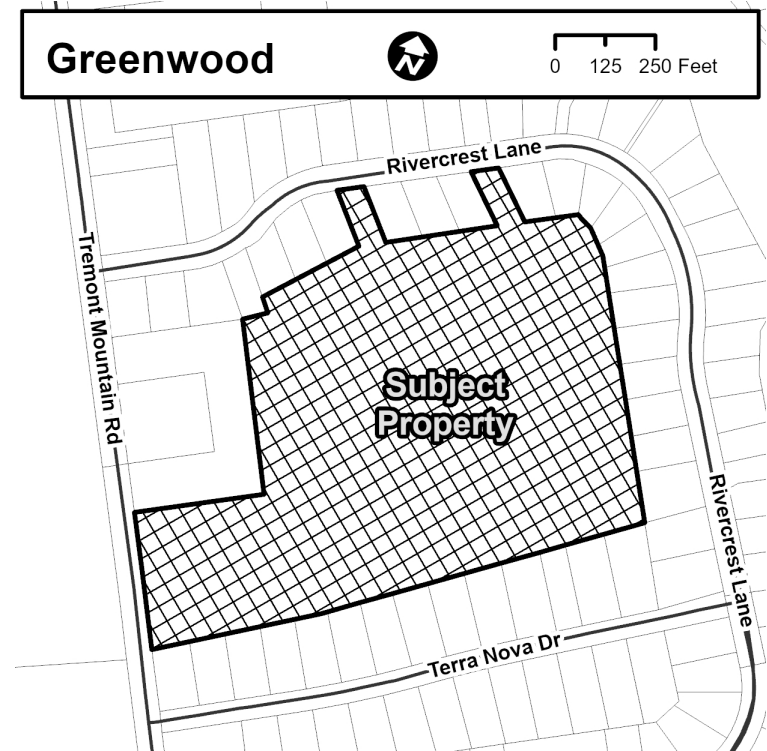 Greenwood
N
0 125 250 Feet
Rivercrest Lane
Tremont Mountain Rd
Subject
Property
Rivercrest Lane
Terra Nova Dr